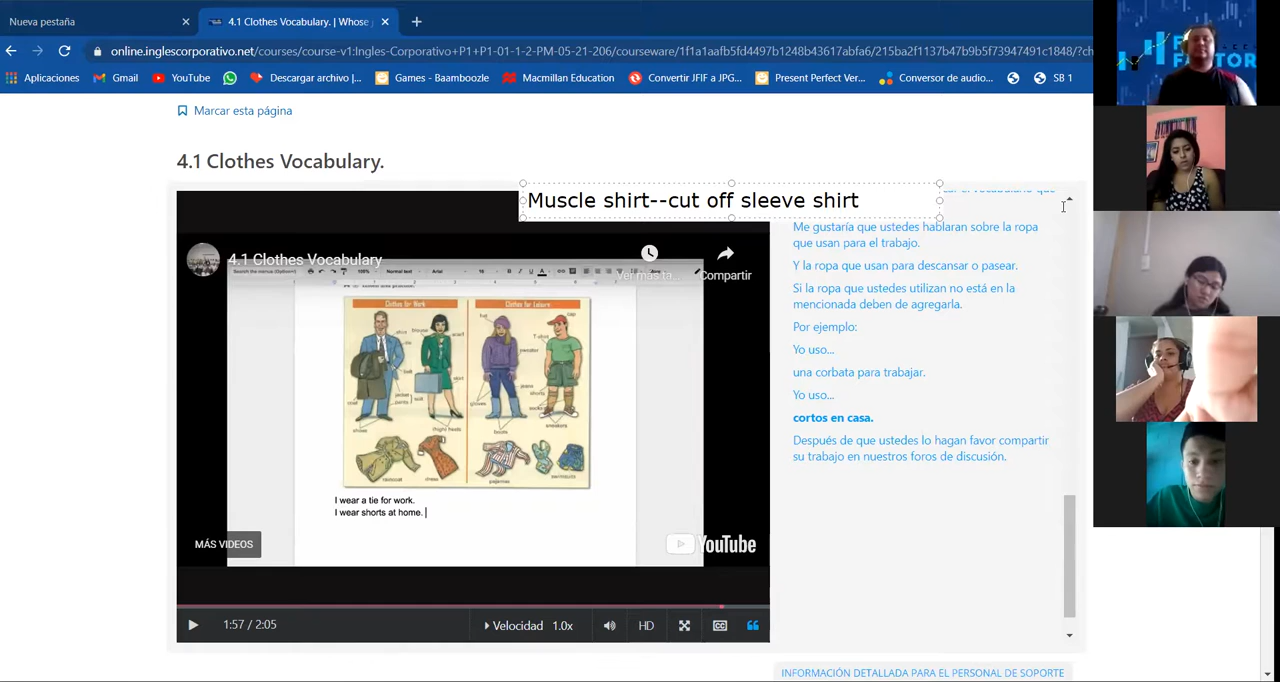 Nueva pestaña
4.1 Clothes Vocabulary. | Whose
online.inglescorporativo.net/courses/course-v1:Ingles-Corporativo+P1+P1-01-1-2-PM-05-21-206/courseware/1f1a1aafb5fd4497b1248b43617abfa6/215ba2f1137b47b9b5f73947491c1848/?ch
Aplicaciones
Gmail
YouTube
Descargar archivo |...
Games - Baamboozle
Macmillan Education
Convertir JFIF a JPG...
Present Perfect Ver...
Conversor de audio...
SB 1
Marcar esta página
4.1 Clothes Vocabulary.
Muscle shirt--cut off sleeve shirt
4.1 Clothes Vocabulary
Ver más ta...
Compartir
Clothes for Work
Clothes for Leisure
I wear a tie for work.
I wear shorts at home.
MÁS VIDEOS
YouTube
1:57 / 2:05
Velocidad 1.0x
HD
CC
Me gustaría que ustedes hablaran sobre la ropa
que usan para el trabajo.
Y la ropa que usan para descansar o pasear.
Si la ropa que ustedes utilizan no está en la
mencionada deben de agregarla.
Por ejemplo:
Yo uso...
una corbata para trabajar.
Yo uso...
cortos en casa.
Después de que ustedes lo hagan favor compartir
su trabajo en nuestros foros de discusión.
INFORMACIÓN DETALLADA PARA EL PERSONAL DE SOPORTE